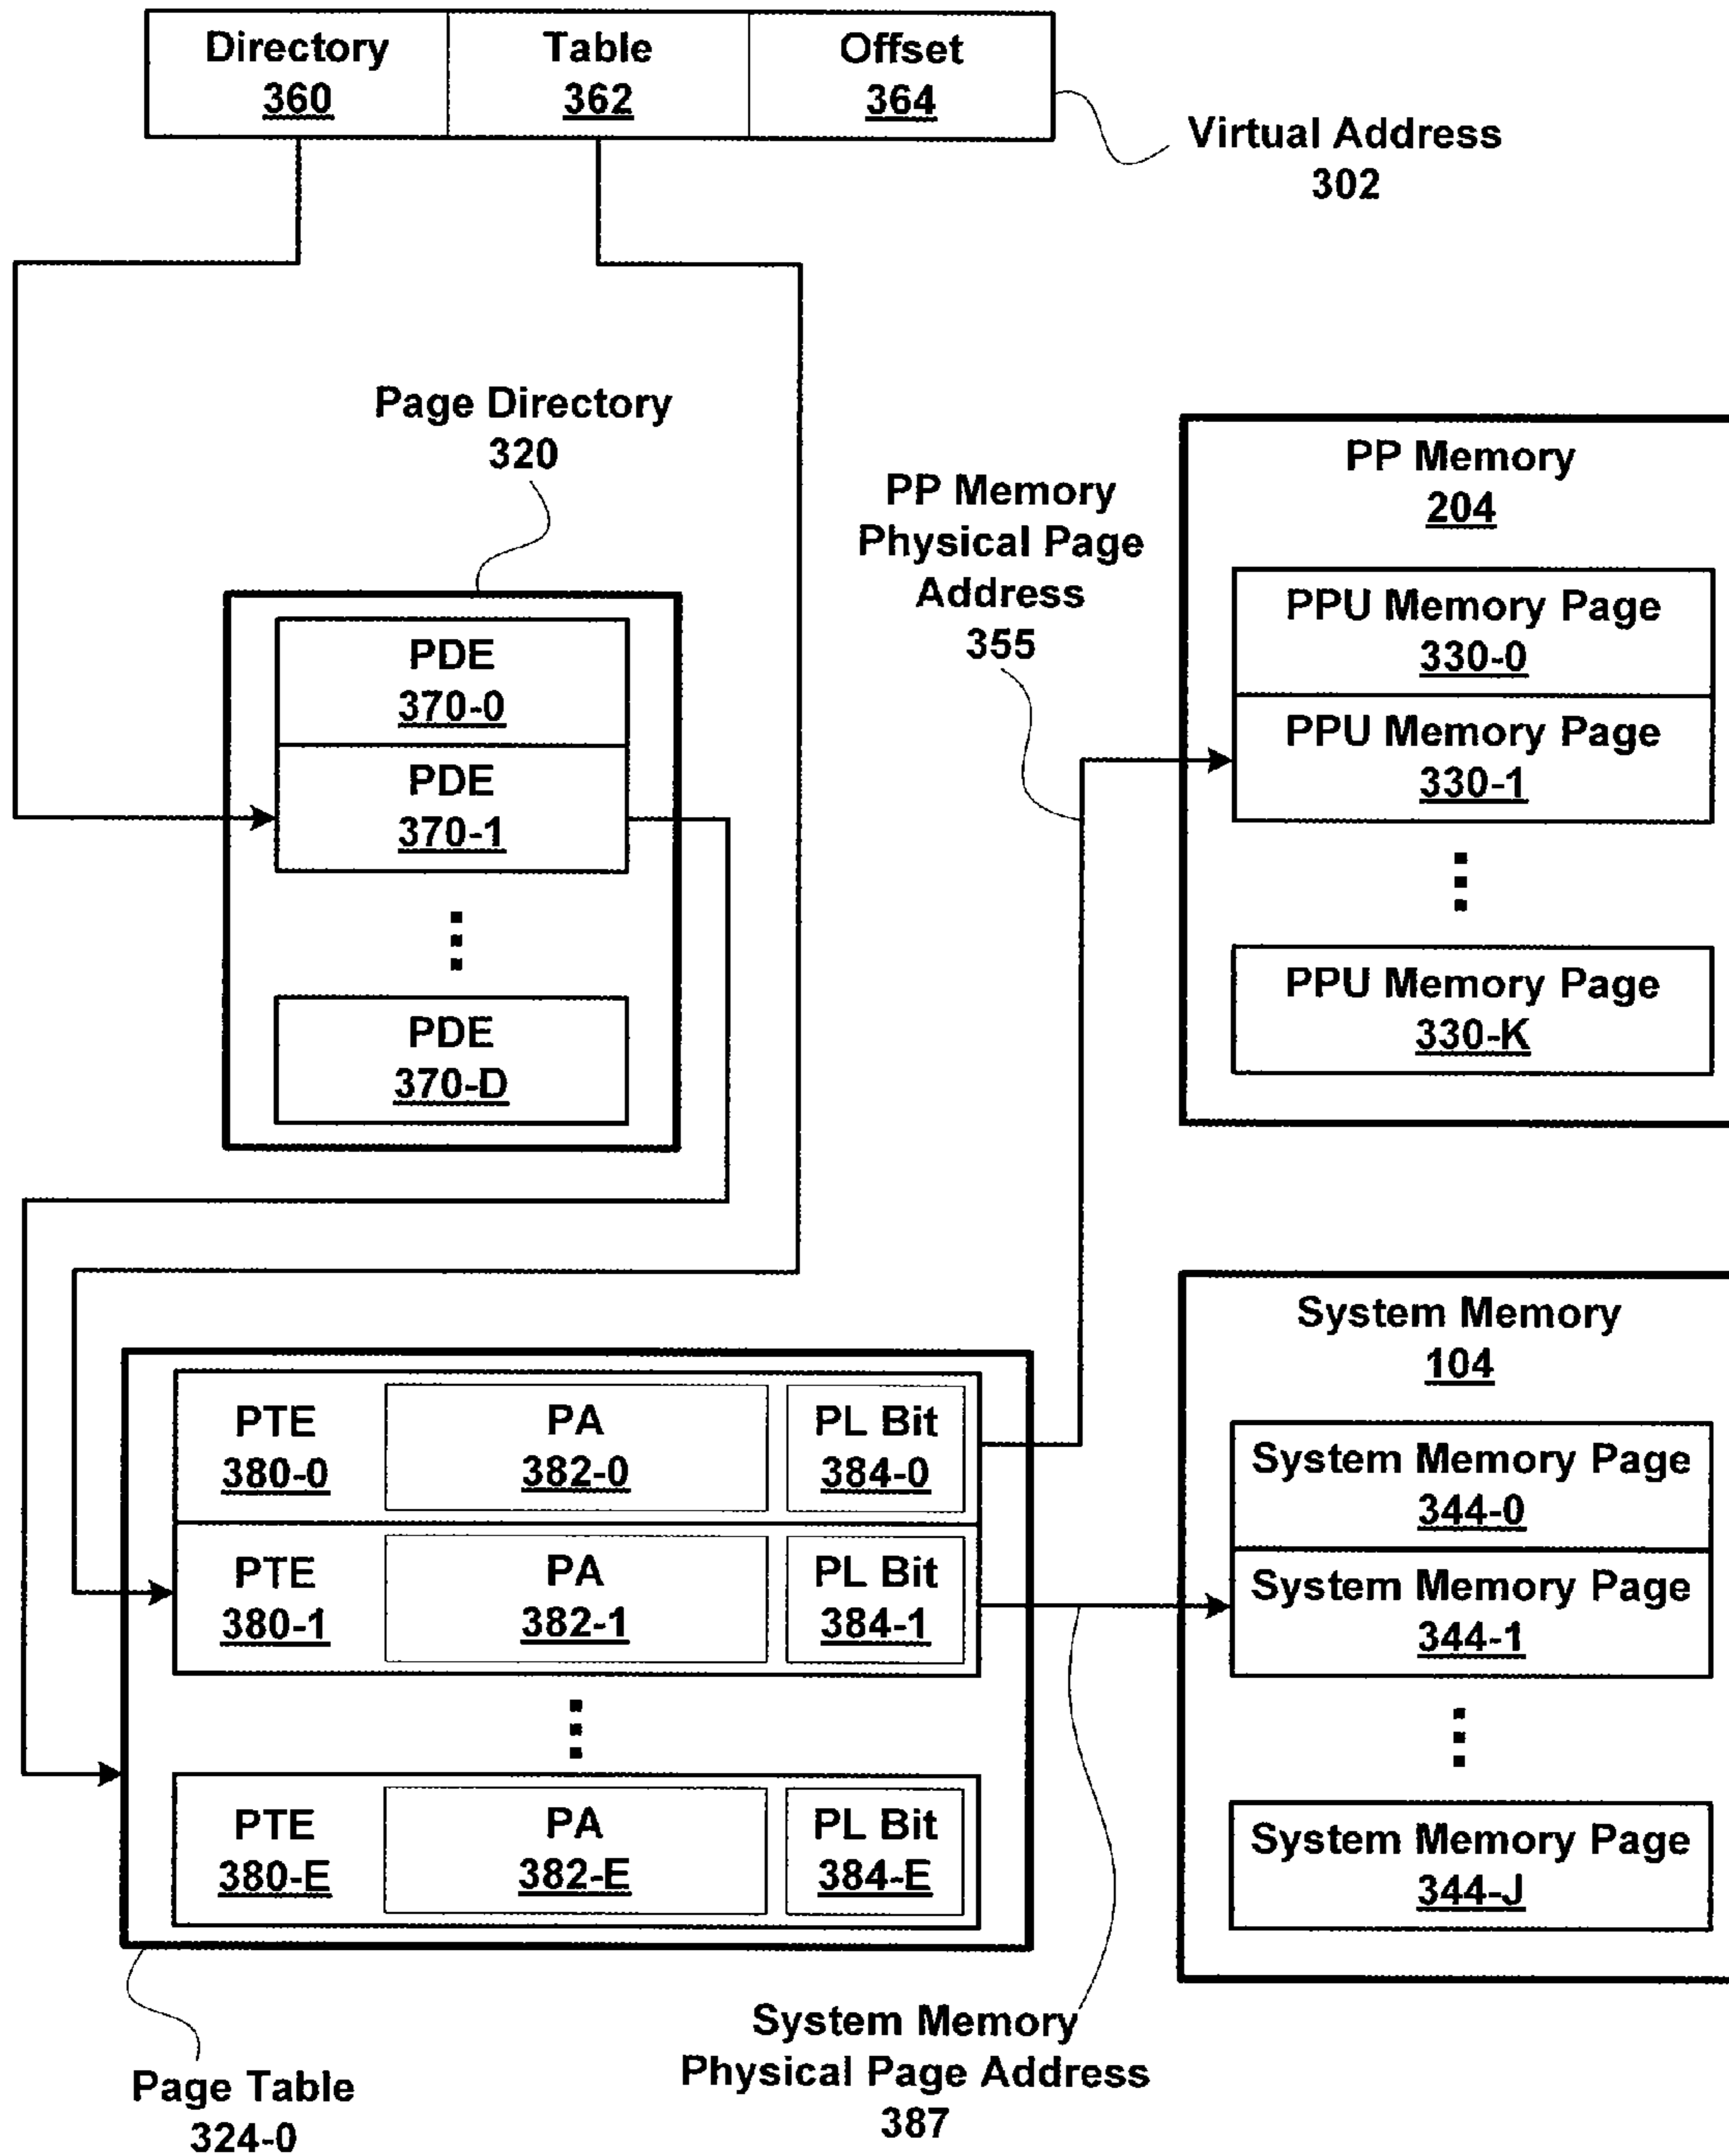 Directory
360
Table
362
Offset
364
Virtual Address
302
Page Directory
320
PDE
370-0
PDE
370-1
PDE
370-D
PP Memory
Physical Page
Address
355
PP Memory
204
PPU Memory Page
330-0
PPU Memory Page
330-1
PPU Memory Page
330-K
PTE
380-0
PA
382-0
PL Bit
384-0
PTE
380-1
PA
382-1
PL Bit
384-1
PTE
380-E
PA
382-E
PL Bit
384-E
System Memory
104
System Memory Page
344-0
System Memory Page
344-1
System Memory Page
344-J
Page Table
324-0
System Memory
Physical Page Address
387